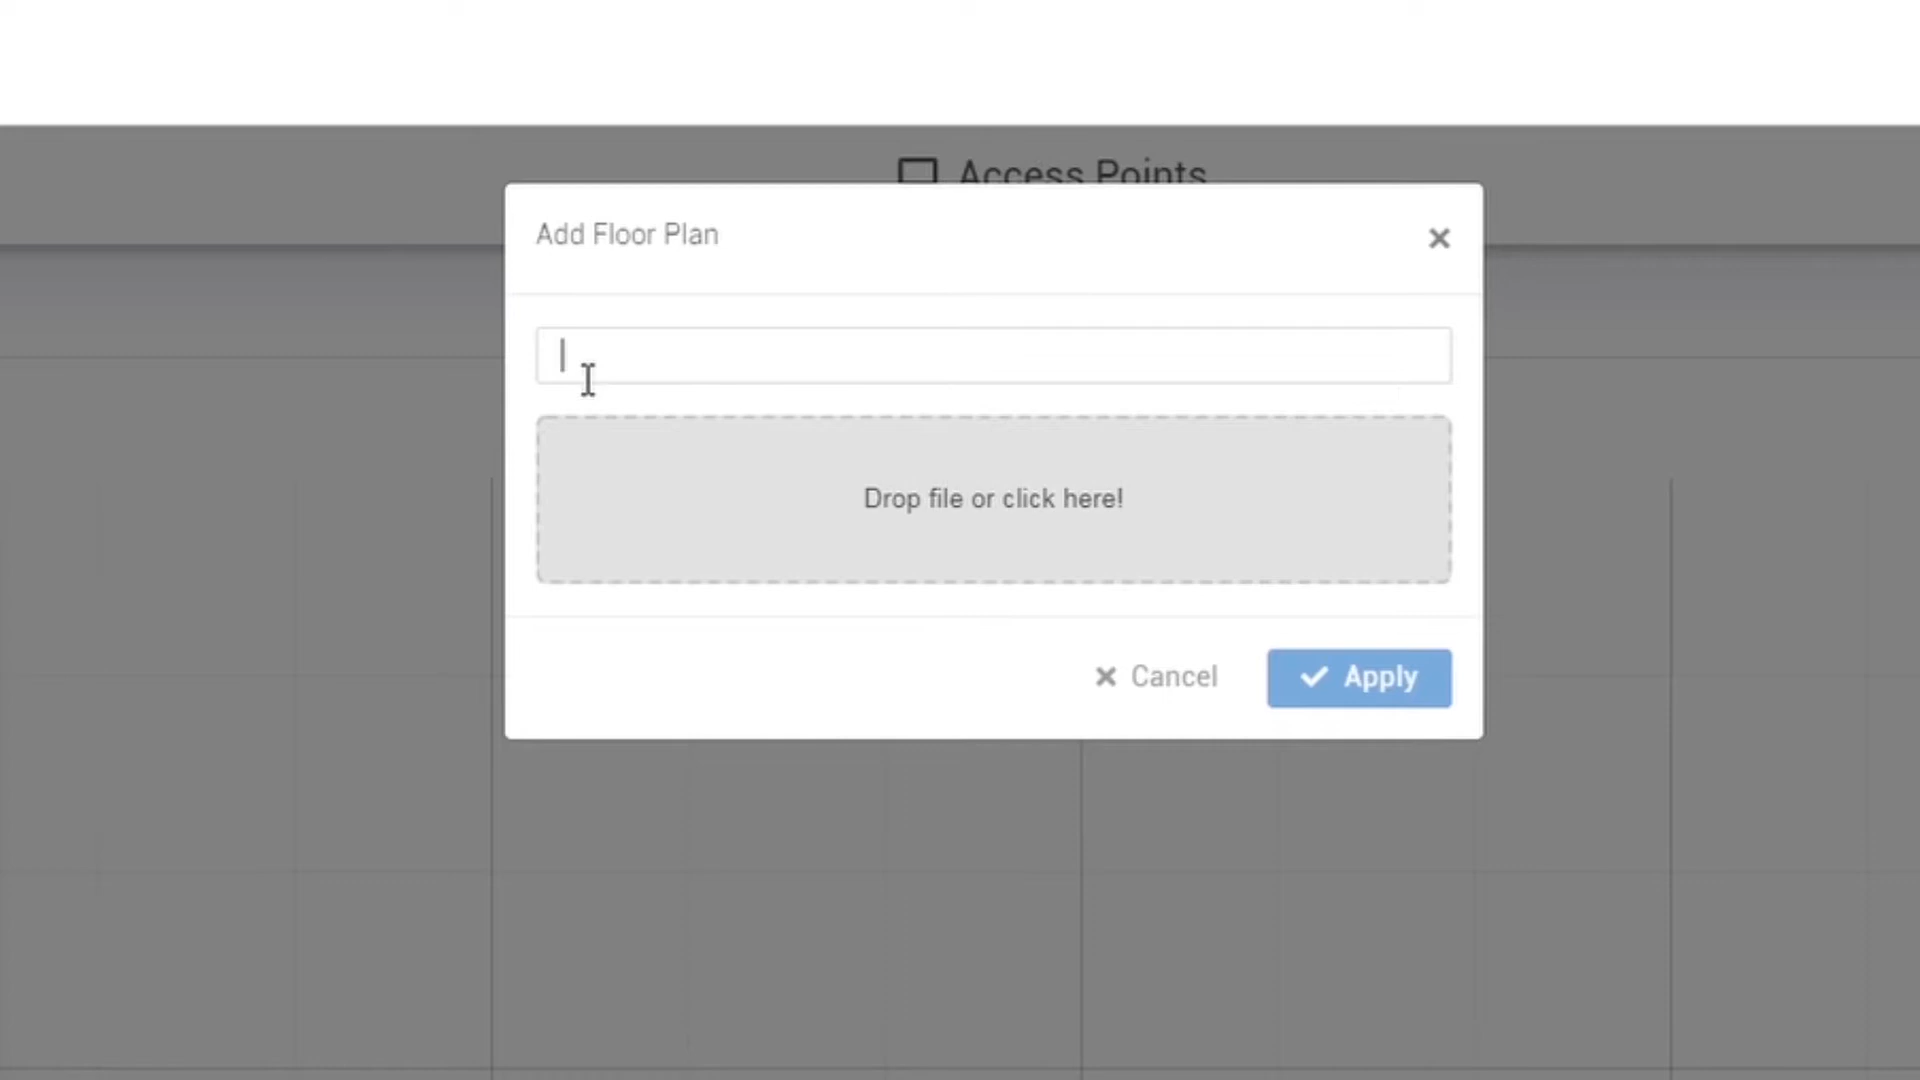 Access Points
Add Floor Plan
Drop file or click here!
Cancel
Apply